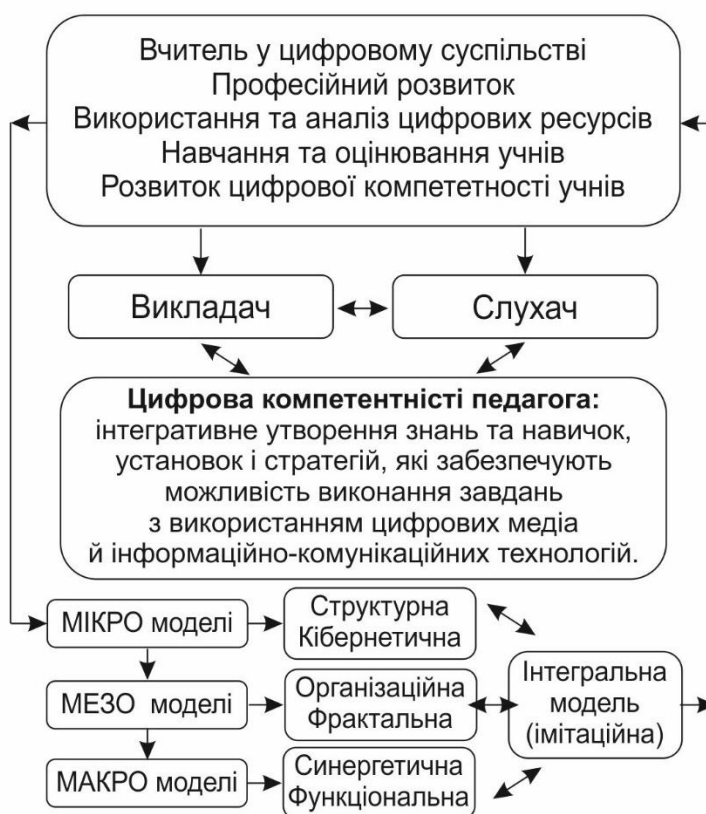 Вчитель у цифровому суспільстві
Професійний розвиток
Використання та аналіз цифрових ресурсів
Навчання та оцінювання учнів
Розвиток цифрової компететності учнів
Викладач
Слухач
Цифрова компетентності педагога:
інтегративне утворення знань та навичок,
установок і стратегій, які забезпечують
можливість виконання завдань
з використанням цифрових медіа
й інформаційно-комунікаційних технологій.
МІКРО моделі
Структурна
Кібернетична
МЕЗО моделі
Організаційна
Фрактальна
МАКРО моделі
Синергетична
Функціональна
Інтегральна
модель
(імітаційна)